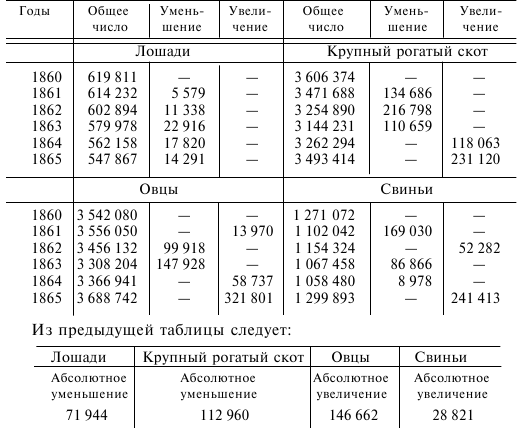 Годы Общее число Умень- шение Увели- чение Общее число Умень- шение Увели- чение
Лошади Крупный рогатый скот
1860 619 811 — — 3 606 374 — —
1861 614 232 5 579 — 3 471 688 134 686 —
1862 602 894 11 338 — 3 254 890 216 798 —
1863 579 978 22 916 — 3 144 231 110 659 —
1864 562 158 17 820 — 3 262 294 — 118 063
1865 547 867 14 291 — 3 493 414 — 231 120
Овцы Свиньи
1860 3 542 080 — — 1 271 072 — —
1861 3 556 050 — 13 970 1 102 042 169 030 —
1862 3 456 132 99 918 — 1 154 324 — 52 282
1863 3 308 204 147 928 — 1 067 458 86 866 —
1864 3 366 941 — 58 737 1 058 480 8 978 —
1865 3 688 742 — 321 801 1 299 893 — 241 413
Из предыдущей таблицы следует:
Лошади Крупный рогатый скот Овцы Свиньи
Абсолютное Абсолютное Абсолютное Абсолютное
уменьшение уменьшение увеличение увеличение
71 944 112 960 146 662 28 821